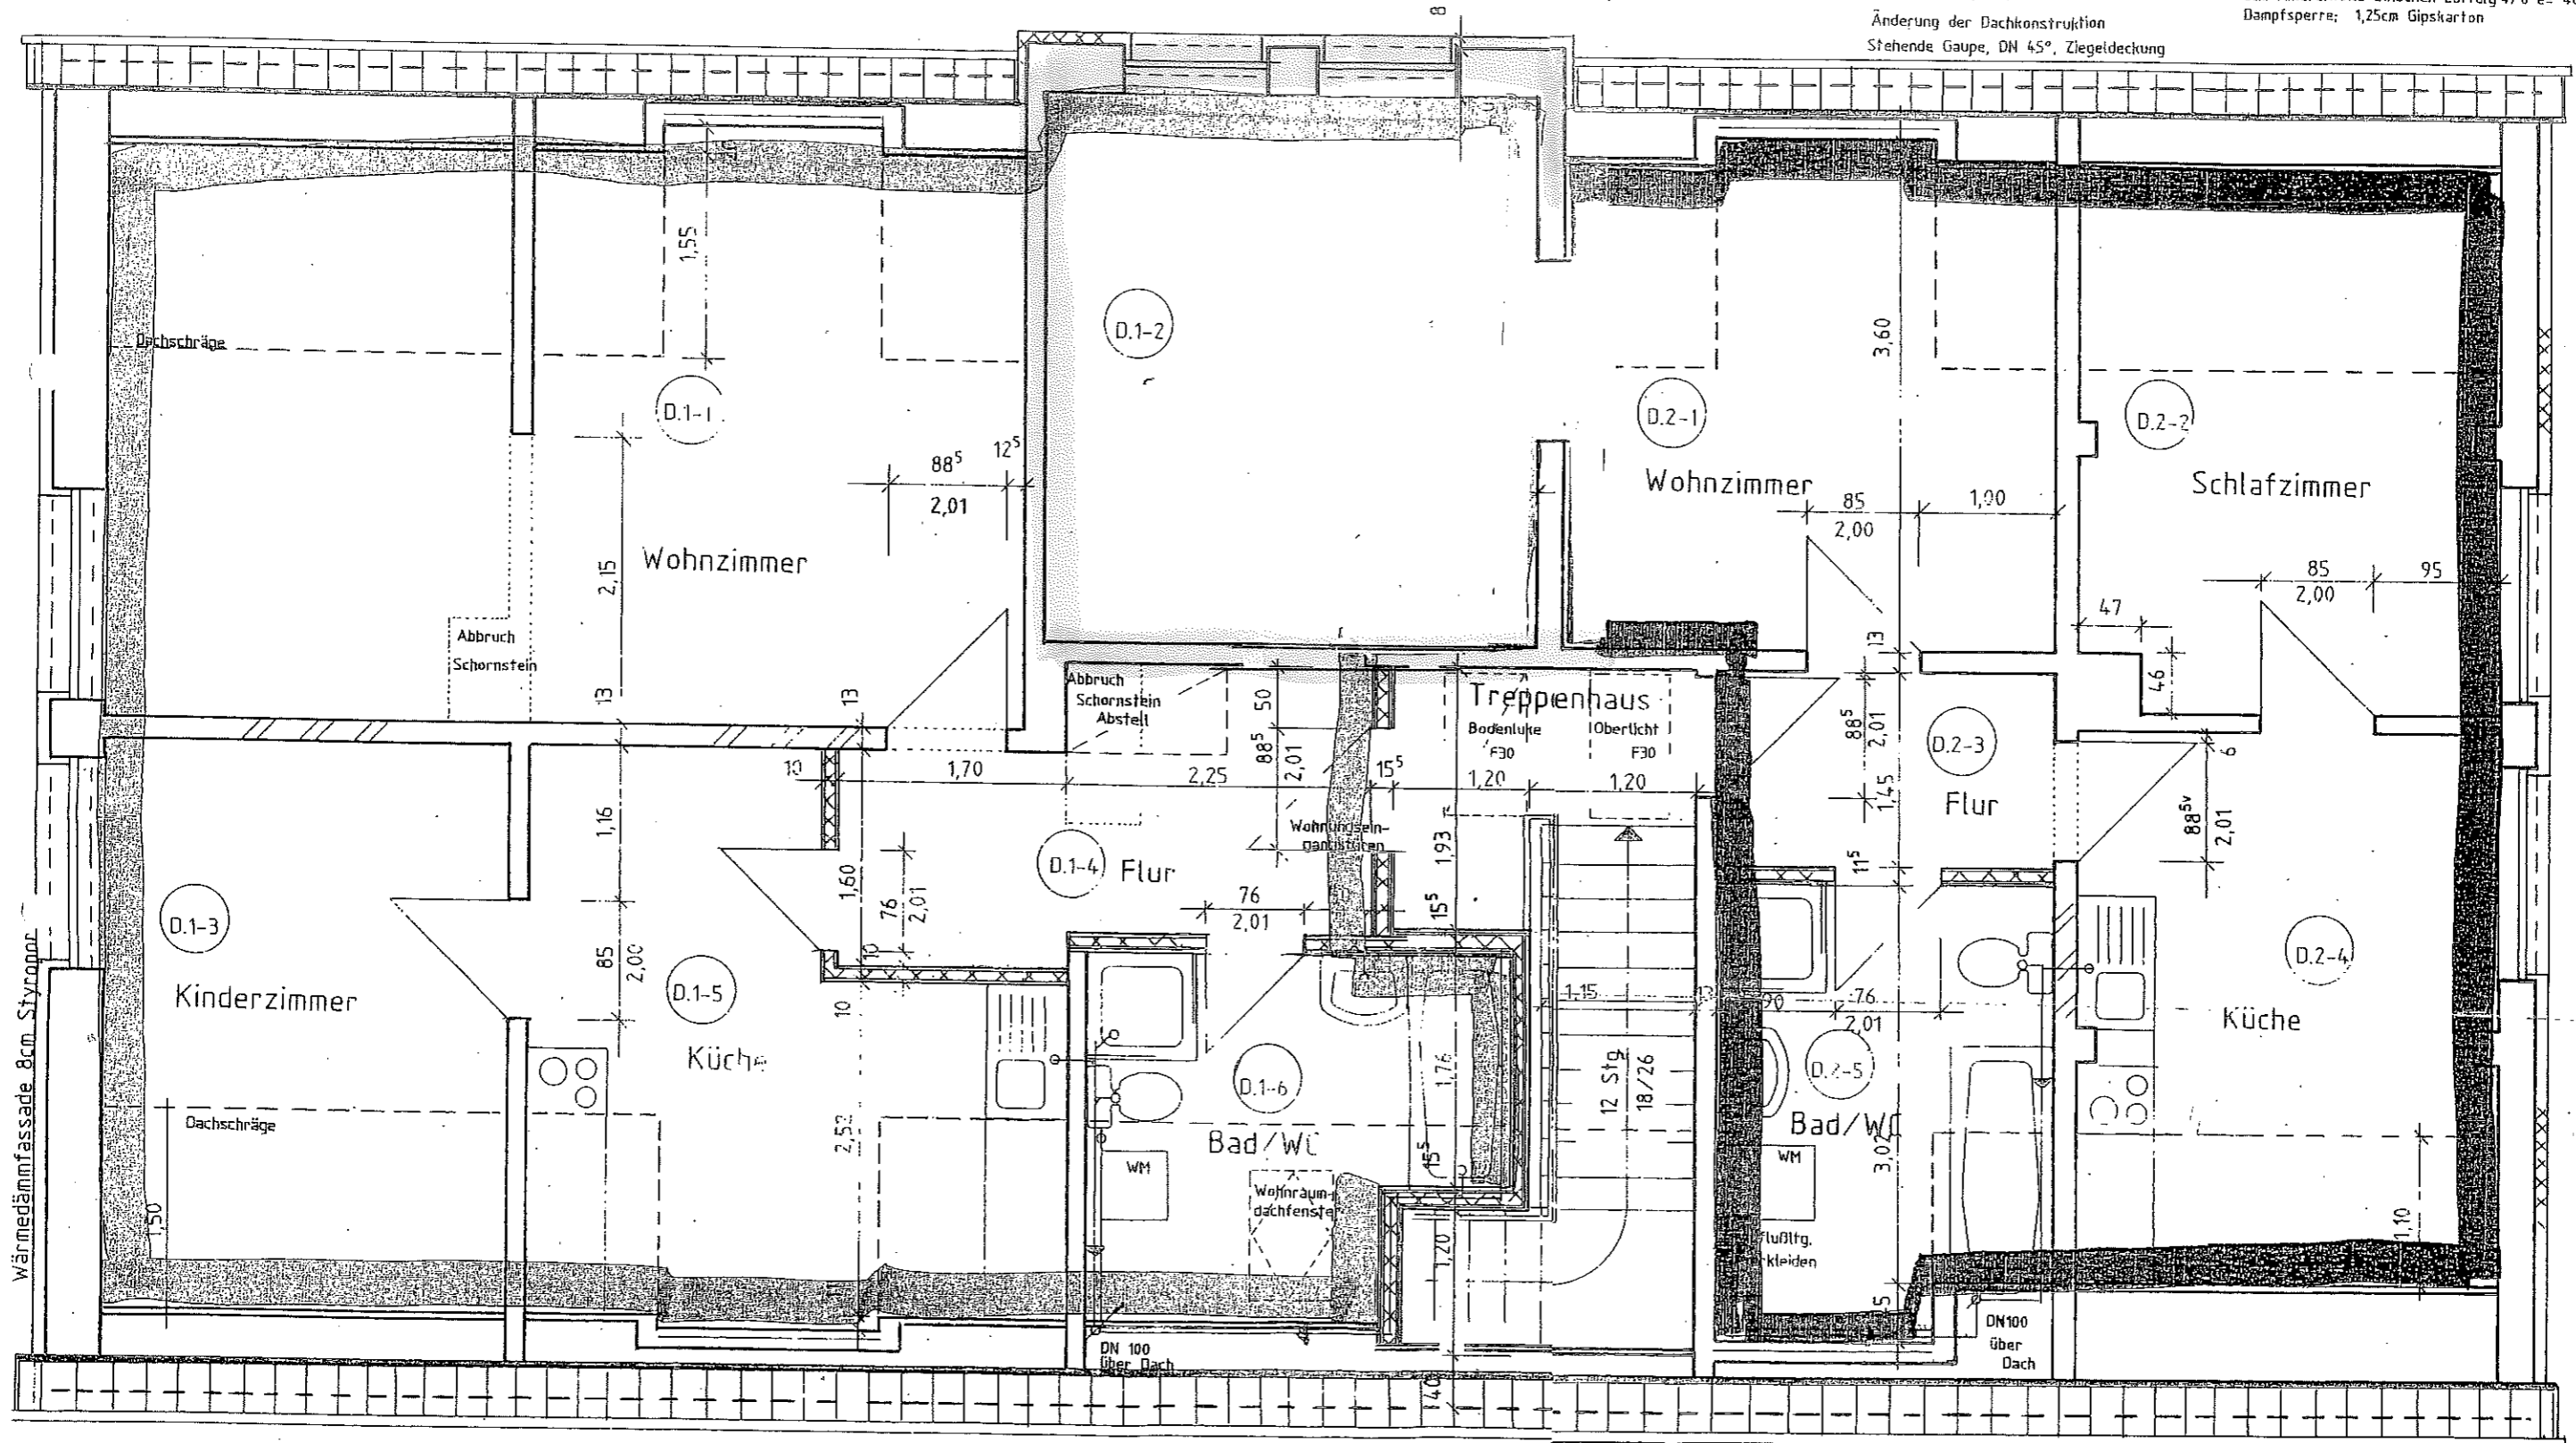 Dampfsperre; 1,25cm Gipskarton
Änderung der Dachkonstruktion
Stehende Gaupe, DN 45°, Ziegeldeckung
8
1,55
Dachschräge
D.1-1
D.1-2
D.2-1
D.2-2
3,60
88⁵
2,01
12⁵
Wohnzimmer
2,15
Abbruch
Schornstein
13
13
Wohnzimmer
85
2,00
1,00
Schlafzimmer
85
2,00
95
47
46
13
Abbruch
Schornstein
Abstell
50
88⁵
2,01
Treppenhaus
Bodenluke
F30
Oberlicht
F30
88⁵
2,01
D.2-3
Flur
1,45
6
88⁵ᵛ
2,01
10
1,70
2,25
15⁵
1,20
1,20
1,16
1,60
76
2,01
D.1-4
Flur
Wohnungsein-
gangstüren
1,93
11⁵
76
2,01
15⁵
D.1-3
Kinderzimmer
85
2,00
D.1-5
Küche
10
10
D.1-6
Bad/WC
1,76
1,15
12 Stg
18/26
90
76
2,01
D.2-5
Bad/WC
D.2-4
Küche
Dachschräge
1,50
2,52
WM
Wohnraum-
dachfenster
15⁵
1,20
WM
3,02
1,10
flußltg.
kleiden
5
DN 100
über Dach
DN100
über
Dach
40
Wärmedämmfassade 8cm Styropor